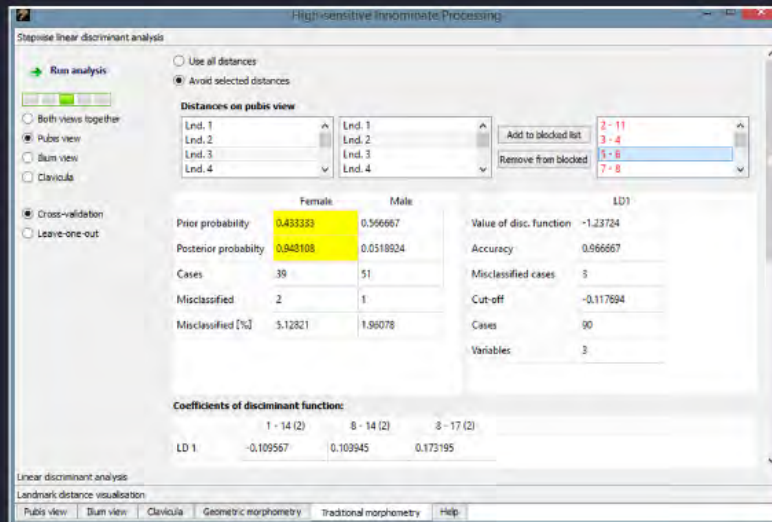 High-sensitive Innominate Processing
Stepwise linear discriminant analysis
Run analysis
Use all distances
Avoid selected distances
Distances on pubis view
Both views together
Pubis view
Ilium view
Clavicula
Cross-validation
Leave-one-out
Lnd. 1
Lnd. 2
Lnd. 3
Lnd. 4
Lnd. 1
Lnd. 2
Lnd. 3
Lnd. 4
Add to blocked list
Remove from blocked
2 - 11
3 - 4
5 - 6
7 - 8
Female Male
Prior probability 0.433333 0.566667
Posterior probabilty 0.948108 0.0518924
Cases 39 51
Misclassified 2 1
Misclassified [%] 5.12821 1.96078
LD1
Value of disc. function -1.23724
Accuracy 0.966667
Misclassified cases 3
Cut-off -0.117694
Cases 90
Variables 3
Coefficients of disciminant function:
1 - 14 (2) 8 - 14 (2) 8 - 17 (2)
LD 1 -0.109567 0.103945 0.173195
Linear discriminant analysis
Landmark distance visualisation
Pubis view Ilium view Clavicula Geometric morphometry Traditional morphometry Help